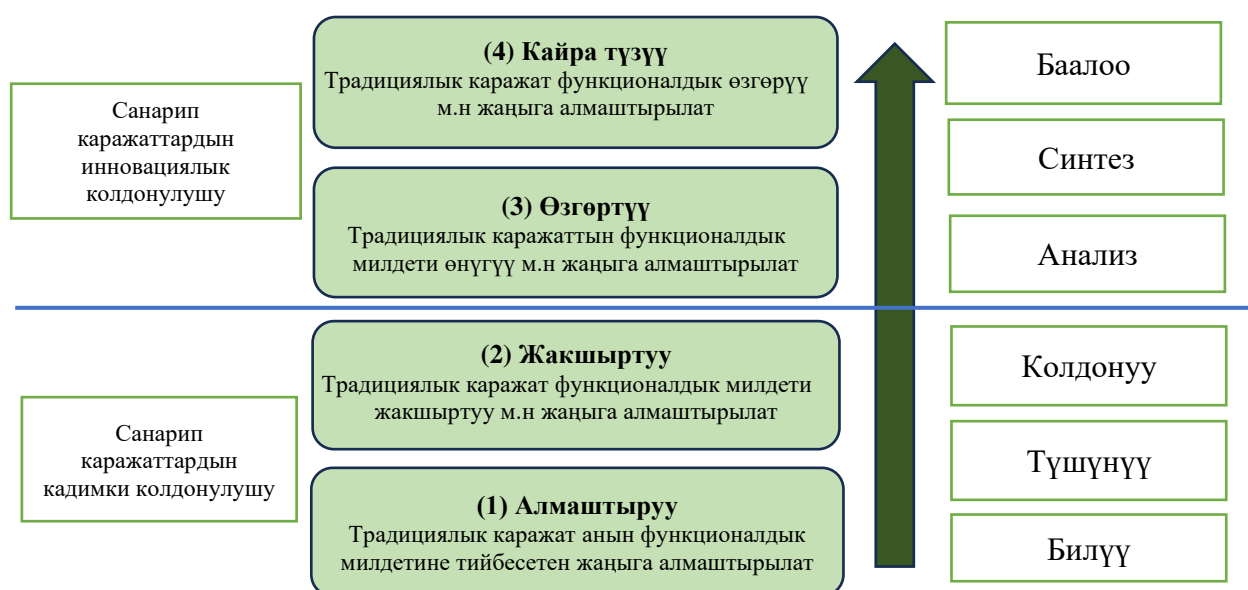 Санарип
каражаттардын
инновациялык
колдонулушу
(4) Кайра түзүү
Традициялык каражат функционалдык өзгөрүү
м.н жаңыга алмаштырылат
(3) Өзгөртүү
Традициялык каражаттын функционалдык
милдети өнүгүү м.н жаңыга алмаштырылат
Баалоо
Синтез
Анализ
Санарип
каражаттардын
кадимки колдонулушу
(2) Жакшыртуу
Традициялык каражат функционалдык милдети
жакшыртуу м.н жаңыга алмаштырылат
(1) Алмаштыруу
Традициялык каражат анын функционалдык
милдетине тийбесетен жаңыга алмаштырылат
Колдонуу
Түшүнүү
Билүү